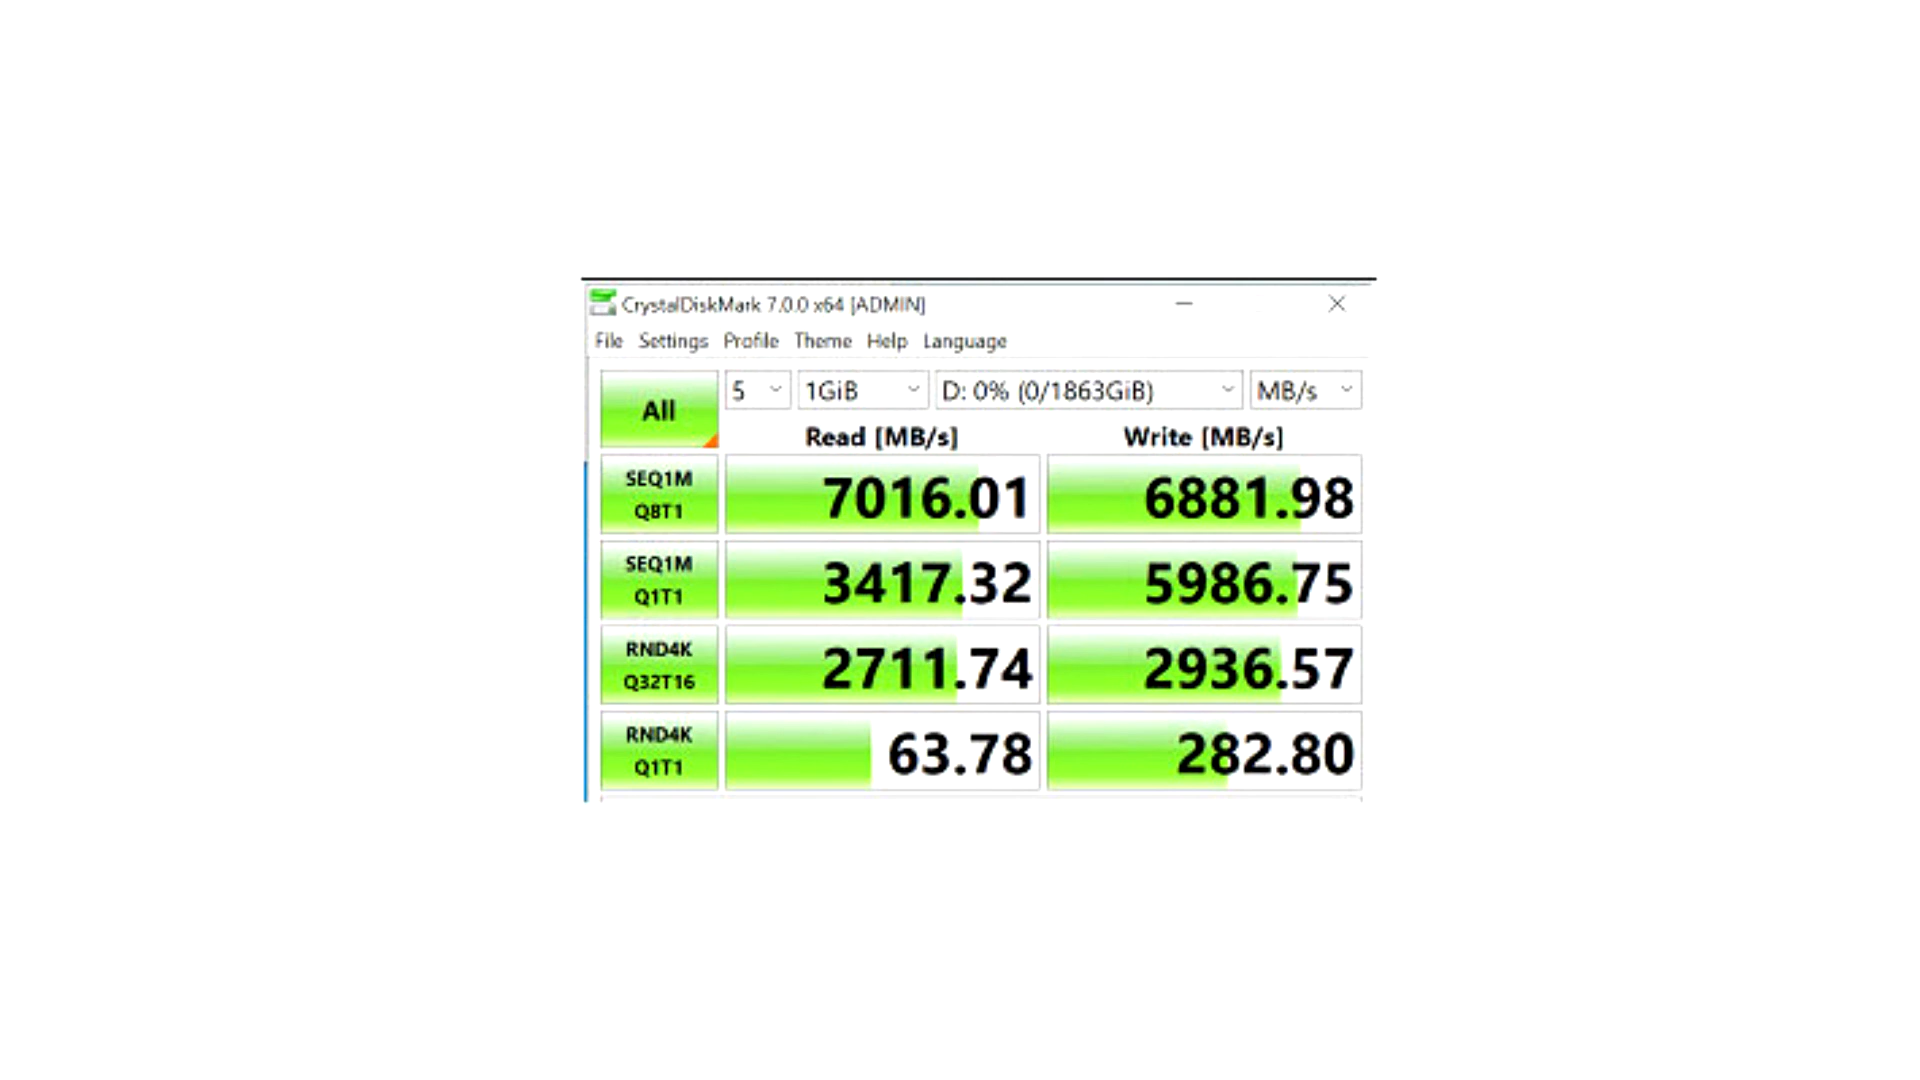 CrystalDiskMark 7.0.0 x64 [ADMIN]
File Settings Profile Theme Help Language
All 5 1GiB D: 0% (0/1863GiB) MB/s
Read [MB/s] Write [MB/s]
SEQ1M Q8T1 7016.01 6881.98
SEQ1M Q1T1 3417.32 5986.75
RND4K Q32T16 2711.74 2936.57
RND4K Q1T1 63.78 282.80